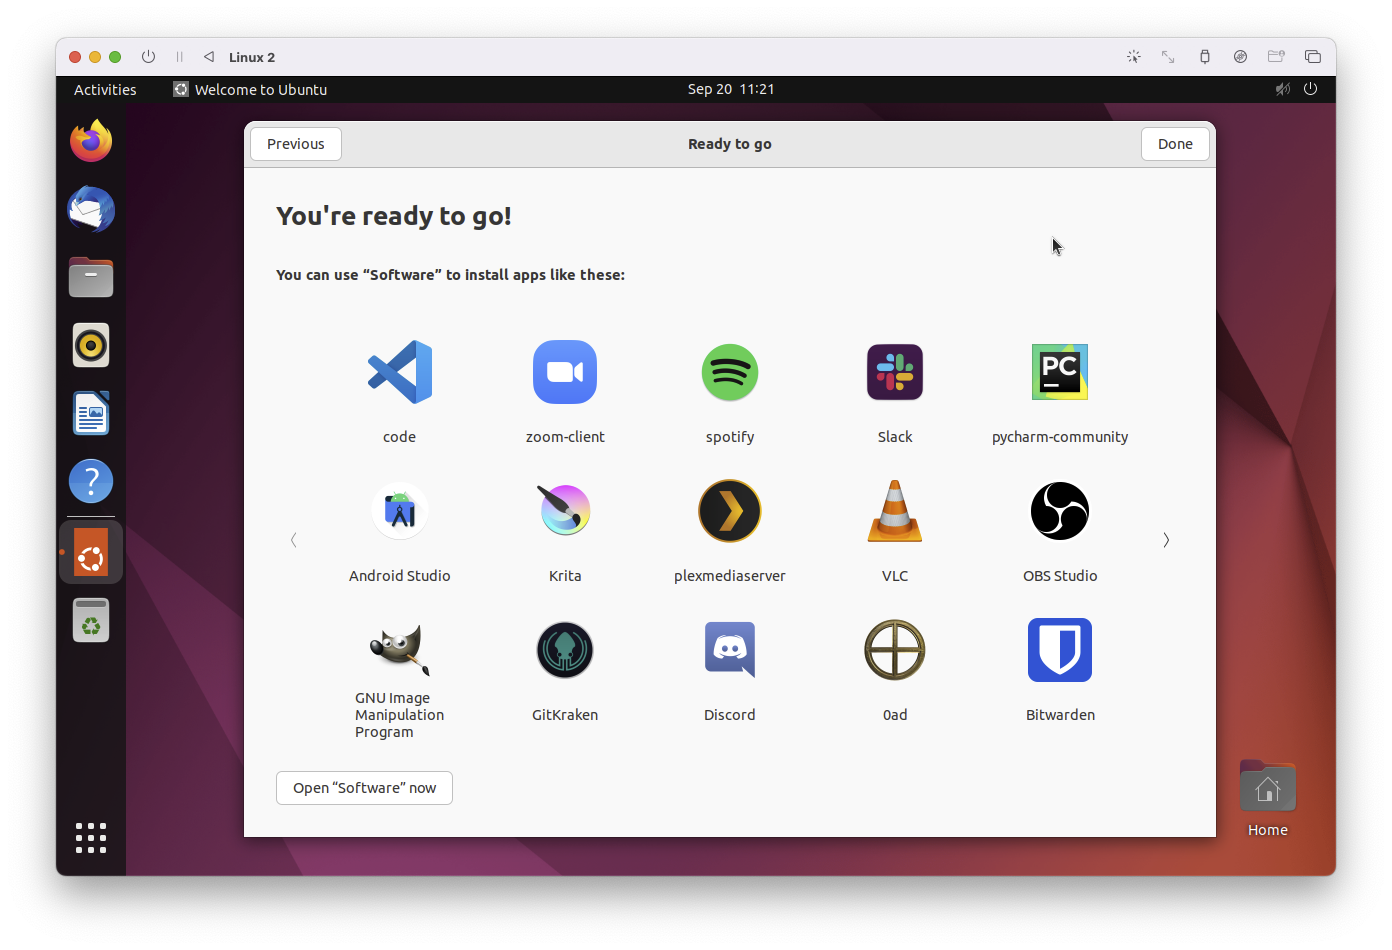 Linux 2
Activities
Welcome to Ubuntu
Sep 20 11:21
Previous
Ready to go
Done
You're ready to go!
You can use “Software” to install apps like these:
code
zoom-client
spotify
Slack
PC
pycharm-community
Android Studio
Krita
plexmediaserver
VLC
OBS Studio
GNU Image
Manipulation
Program
GitKraken
Discord
0ad
Bitwarden
Open “Software” now
Home